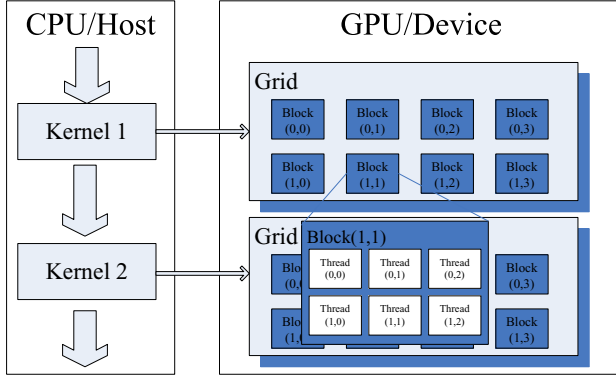 CPU/Host
GPU/Device
Kernel 1
Grid
Block
(0,0)
Block
(0,1)
Block
(0,2)
Block
(0,3)
Block
(1,0)
Block
(1,1)
Block
(1,2)
Block
(1,3)
Kernel 2
Grid
Block(1,1)
Thread
(0,0)
Thread
(0,1)
Thread
(0,2)
Thread
(1,0)
Thread
(1,1)
Thread
(1,2)
Block
(0,3)
Block
(1,3)